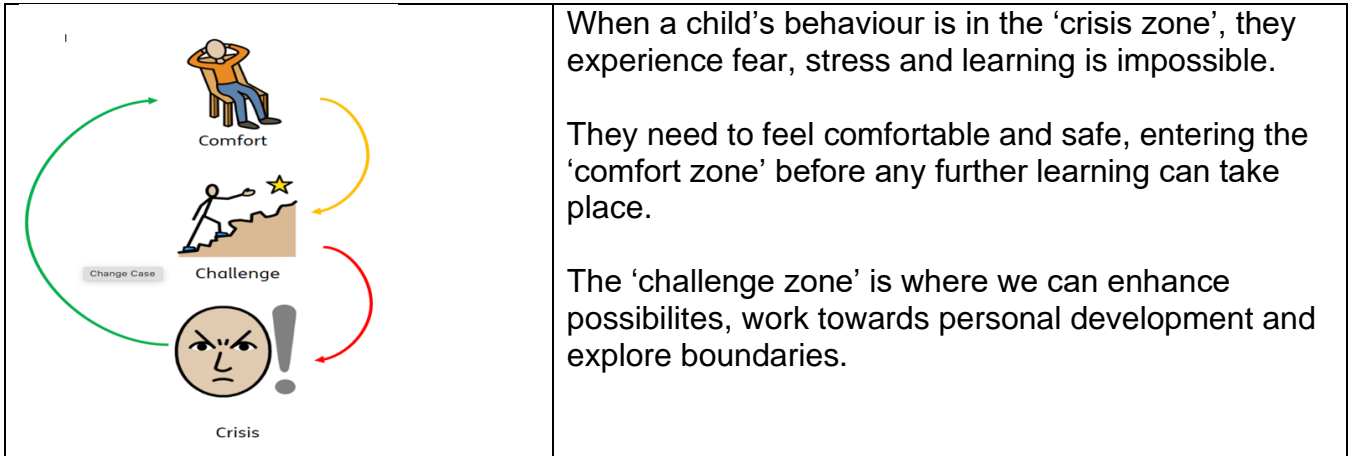 Comfort
Change Case
Challenge
Crisis
When a child’s behaviour is in the ‘crisis zone’, they
experience fear, stress and learning is impossible.
They need to feel comfortable and safe, entering the
‘comfort zone’ before any further learning can take
place.
The ‘challenge zone’ is where we can enhance
possibilites, work towards personal development and
explore boundaries.